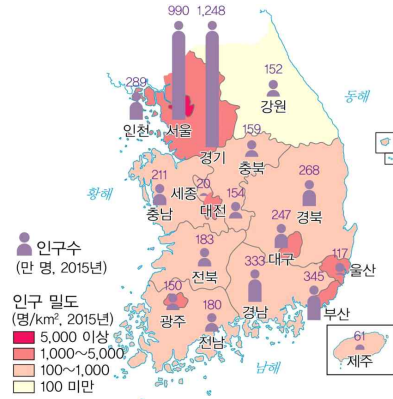 990 1,248
289
152
인천
서울
강원
동해
159
경기
충북
황해
211
세종
20
268
충남
대전
154
경북
247
117
183
대구
울산
전북
333
345
150
180
경남
부산
광주
전남
남해
61
제주
인구수
(만 명, 2015년)
인구 밀도
(명/km², 2015년)
5,000 이상
1,000~5,000
100~1,000
100 미만